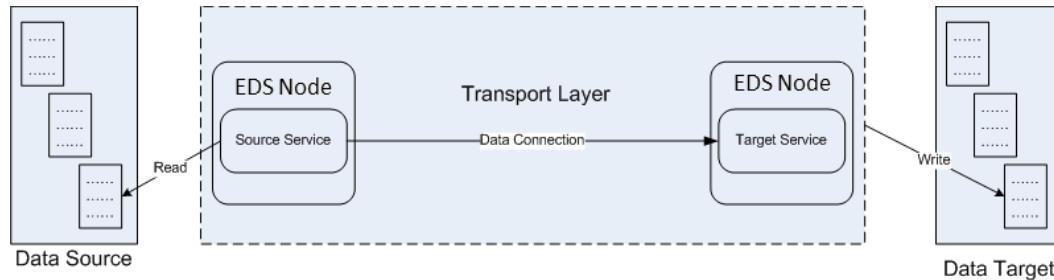 EDS Node
EDS Node
Transport Layer
Source Service
Data Connection
Target Service
Read
Write
Data Source
Data Target